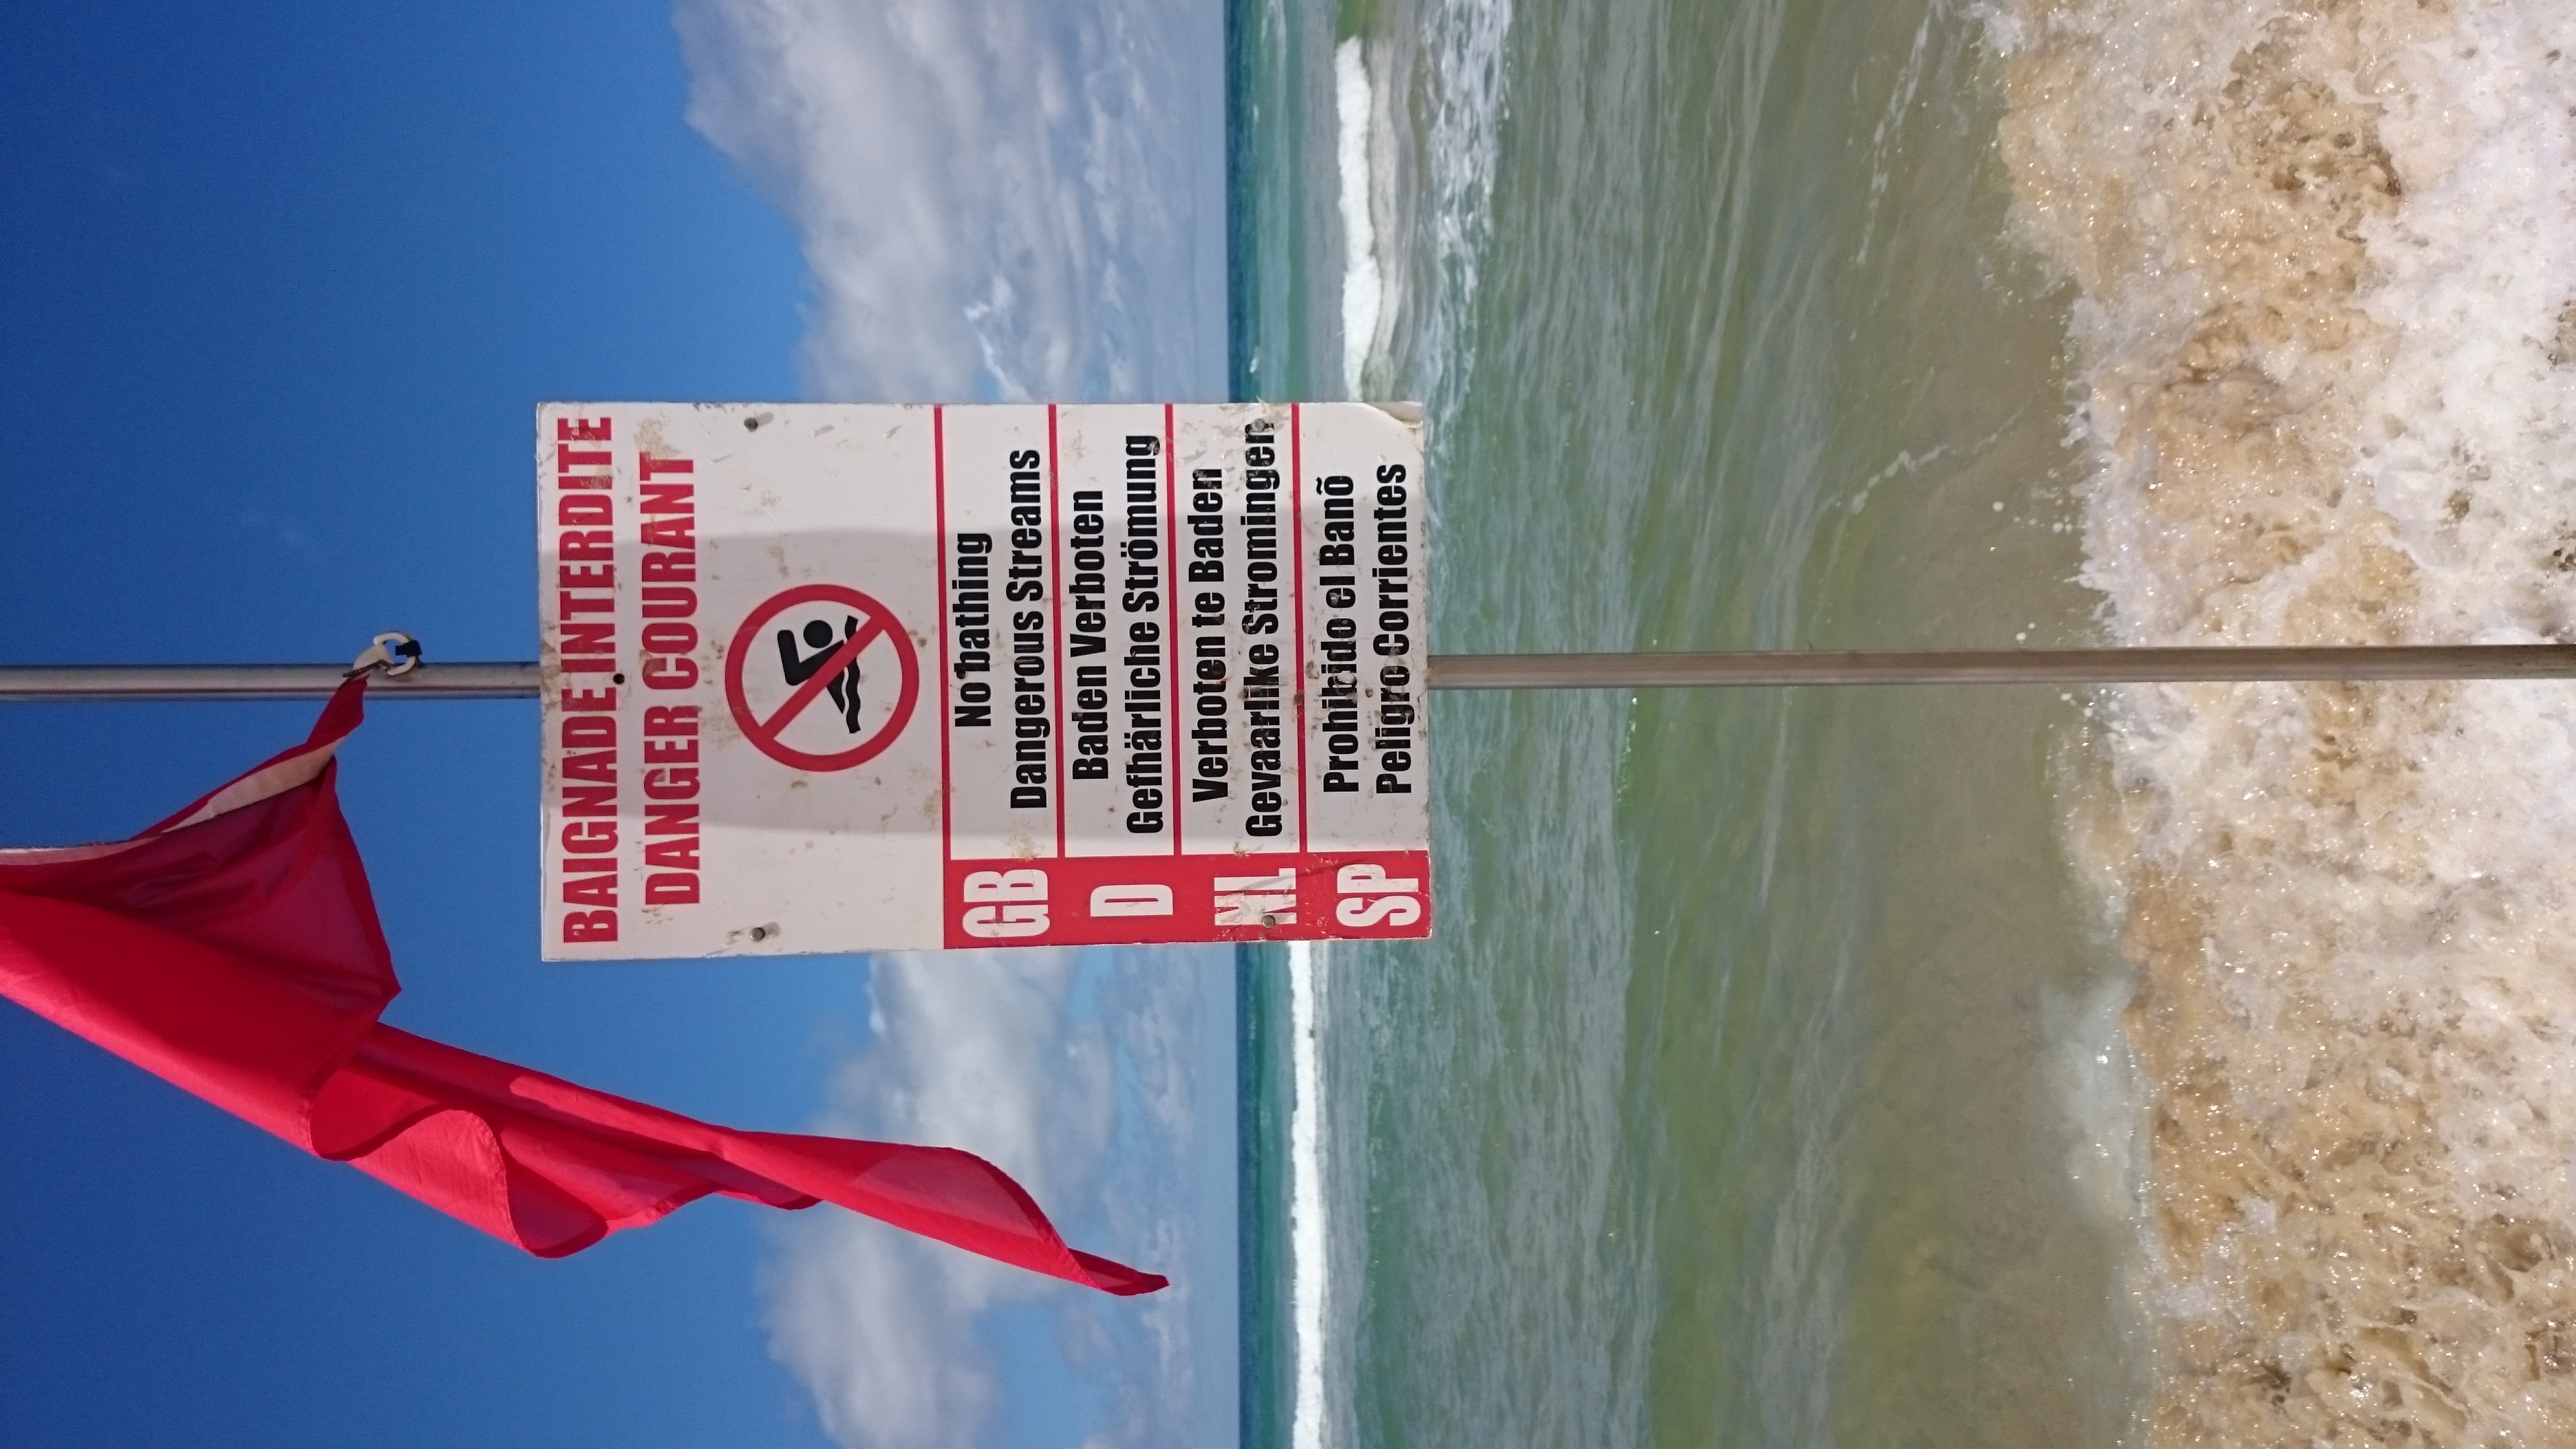 BAIGNADE INTERDITE
DANGER COURANT
GB
No bathing
Dangerous Streams
D
Baden Verboten
Gefhärliche Strömung
NL
Verboten te Baden
Gevaarlike Stromingen
SP
Prohibido el Banõ
Peligro Corrientes